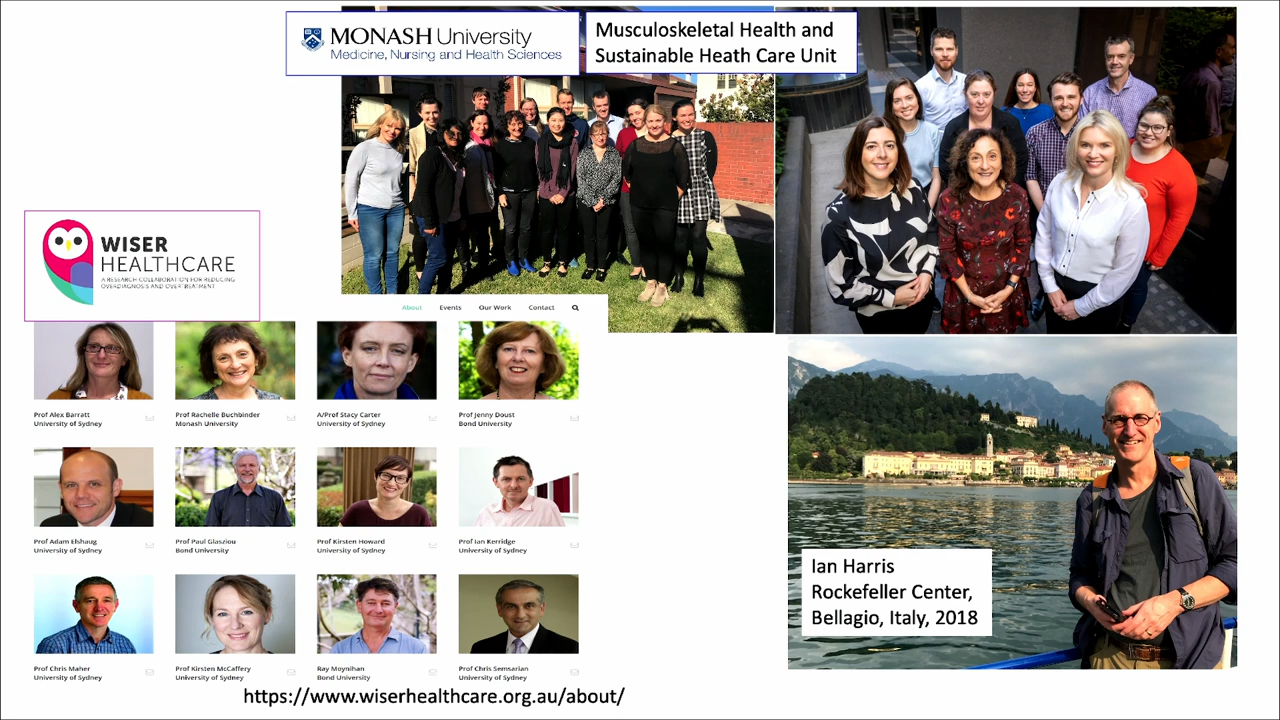 MONASH University
Medicine, Nursing and Health Sciences
Musculoskeletal Health and
Sustainable Heath Care Unit
WISER
HEALTHCARE
A RESEARCH COLLABORATION FOR REDUCING
OVERDIAGNOSIS AND OVERTREATMENT
About Events Our Work Contact
Prof Alex Barratt
University of Sydney
Prof Rachelle Buchbinder
Monash University
A/Prof Stacy Carter
University of Sydney
Prof Jenny Doust
Bond University
Prof Adam Elshaug
University of Sydney
Prof Paul Glasziou
Bond University
Prof Kirsten Howard
University of Sydney
Prof Ian Kerridge
University of Sydney
Prof Chris Maher
University of Sydney
Prof Kirsten McCaffery
University of Sydney
Ray Moynihan
Bond University
Prof Chris Semsarian
University of Sydney
Ian Harris
Rockefeller Center,
Bellagio, Italy, 2018
https://www.wiserhealthcare.org.au/about/